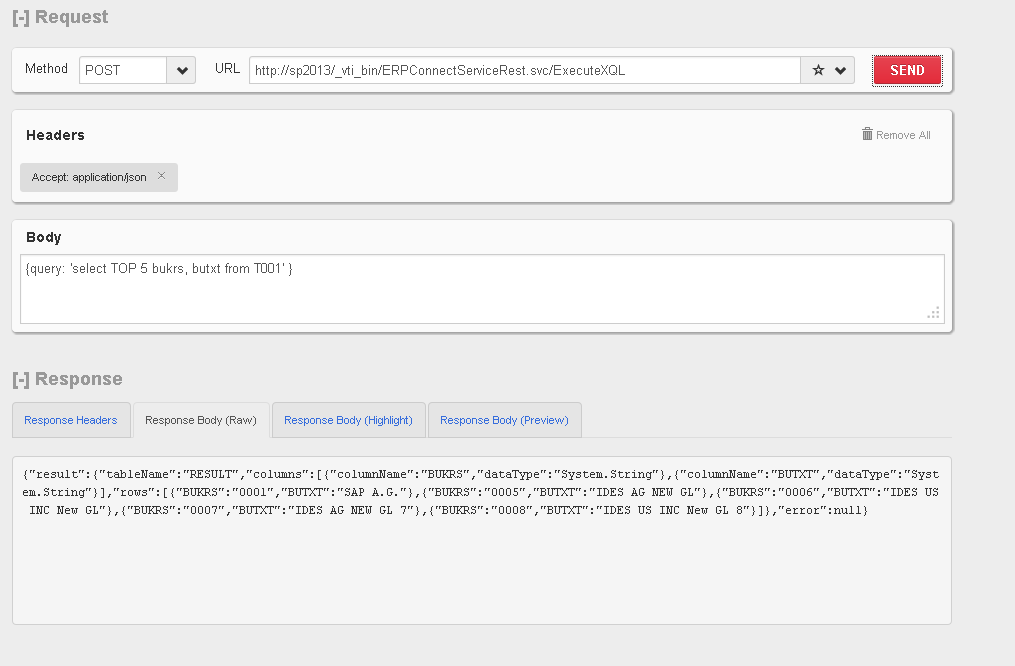 [-] Request
Method POST URL http://sp2013/_vti_bin/ERPConnectServiceRest.svc/ExecuteXQL SEND
Headers Remove All
Accept: application/json ×
Body
{query: 'select TOP 5 bukrs, butxt from T001' }
[-] Response
Response Headers Response Body (Raw) Response Body (Highlight) Response Body (Preview)
{"result":{"tableName":"RESULT","columns":[{"columnName":"BUKRS","dataType":"System.String"},{"columnName":"BUTXT","dataType":"Syst
em.String"}],"rows":[{"BUKRS":"0001","BUTXT":"SAP A.G."},{"BUKRS":"0005","BUTXT":"IDES AG NEW GL"},{"BUKRS":"0006","BUTXT":"IDES US
INC New GL"},{"BUKRS":"0007","BUTXT":"IDES AG NEW GL 7"},{"BUKRS":"0008","BUTXT":"IDES US INC New GL 8"}]},"error":null}